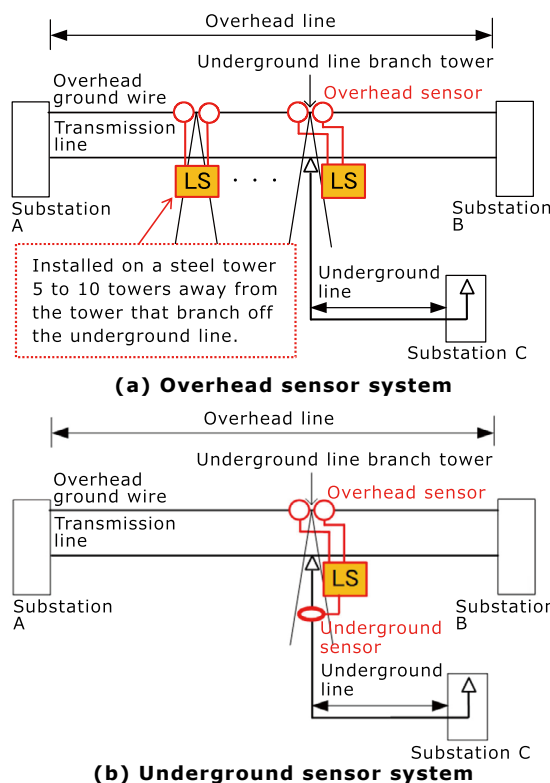 Overhead line
Underground line branch tower
Overhead
ground wire
Overhead sensor
Transmission
line
LS
. . .
LS
Substation
A
Substation
B
Installed on a steel tower
5 to 10 towers away from
the tower that branch off
the underground line.
Underground
line
Substation C
(a) Overhead sensor system
Overhead line
Underground line branch tower
Overhead
ground wire
Overhead sensor
Transmission
line
LS
Substation
A
Substation
B
Underground
sensor
Underground
line
Substation C
(b) Underground sensor system